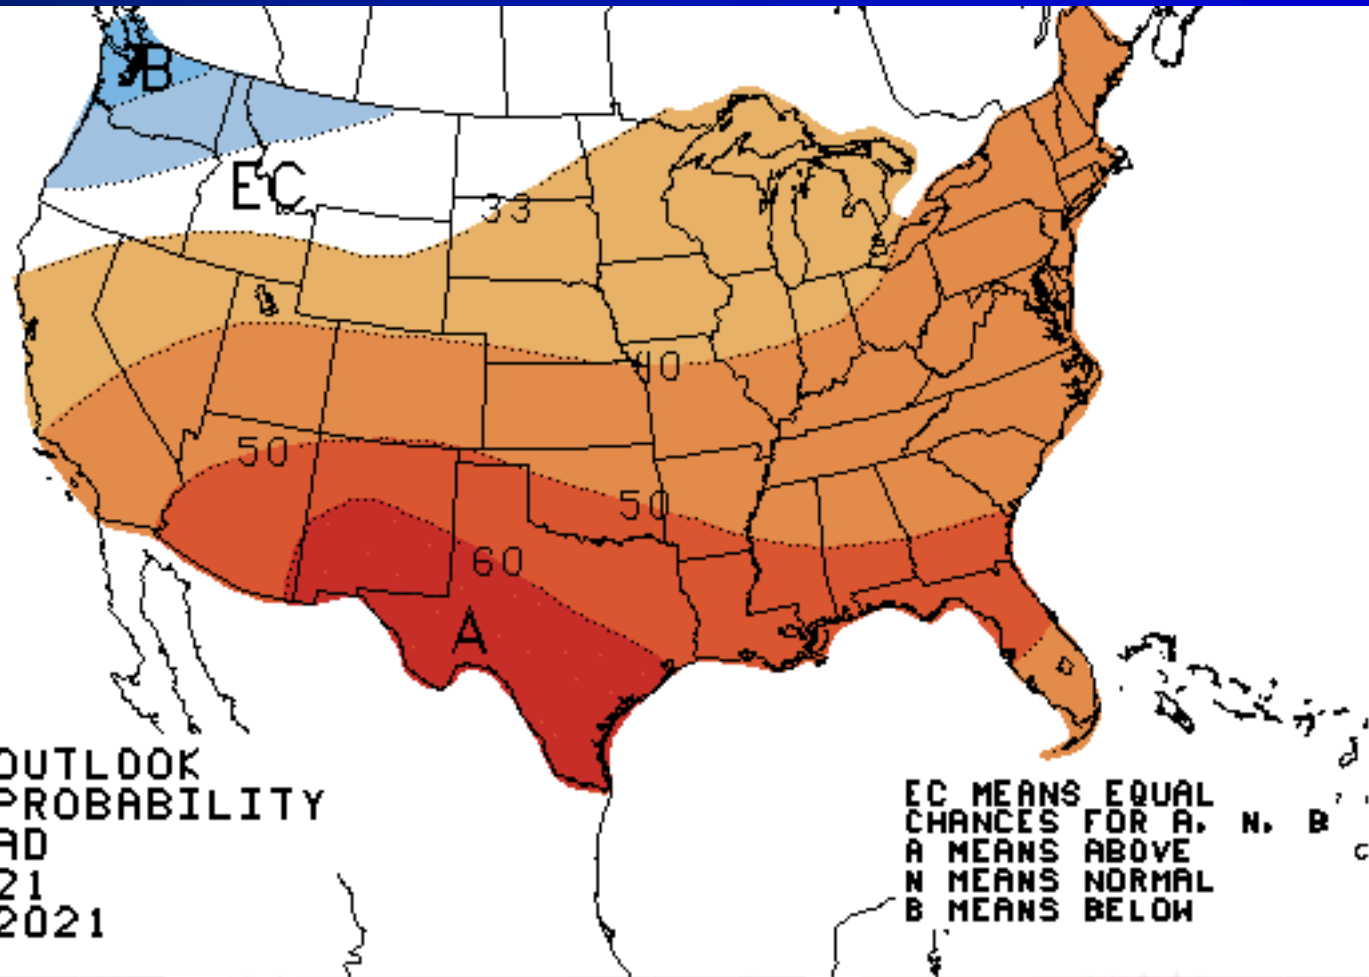 B
EC
33
40
50
50
60
A
OUTLOOK
PROBABILITY
AD
21
2021
EC MEANS EQUAL
CHANCES FOR A, N, B
A MEANS ABOVE
N MEANS NORMAL
B MEANS BELOW